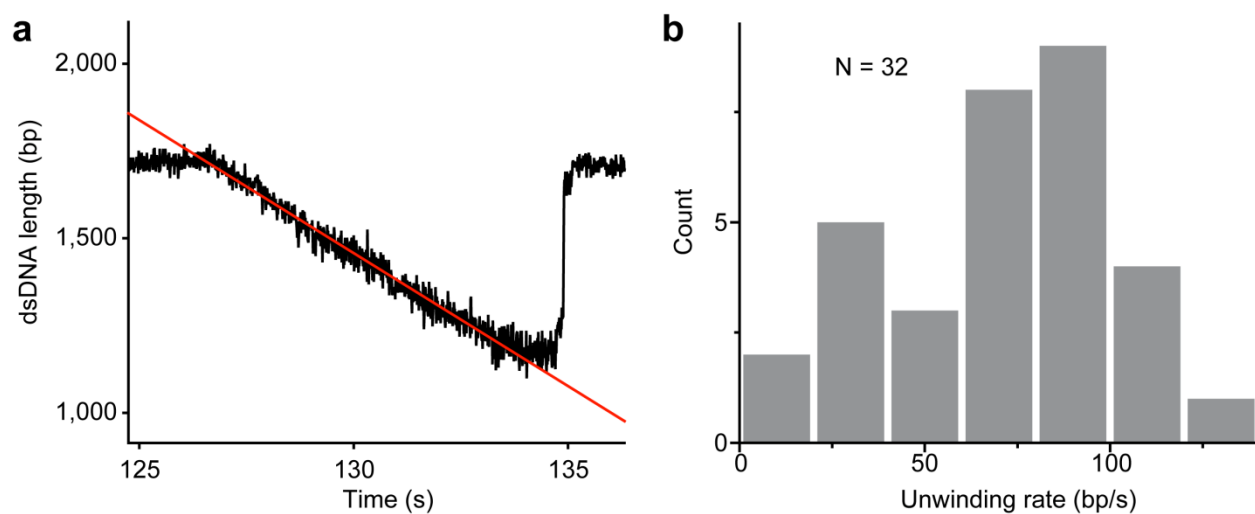 a
2,000
1,500
1,000
dsDNA length (bp)
125
130
135
Time (s)
b
N = 32
5
0
Count
0
50
100
Unwinding rate (bp/s)